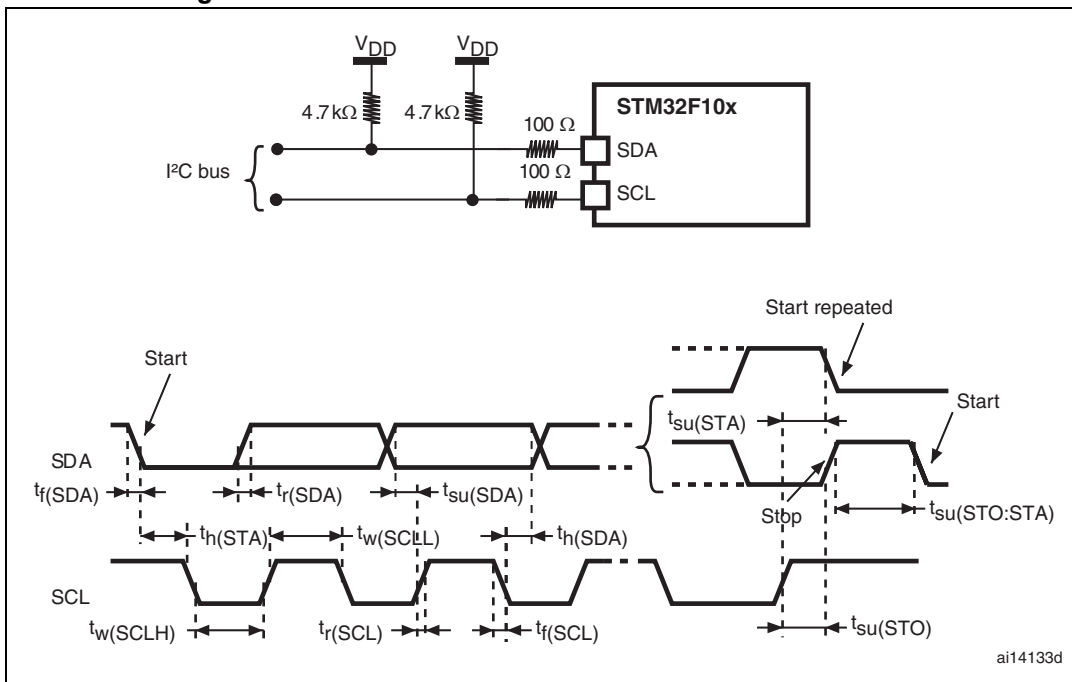 VDD VDD
STM32F10x
4.7kΩ 4.7kΩ
100 Ω
SDA
I²C bus
100 Ω
SCL
Start repeated
Start
Start
tsu(STA)
SDA
tf(SDA) tr(SDA) tsu(SDA)
Stop
tsu(STO:STA)
th(STA) tw(SCLL) th(SDA)
SCL
tw(SCLH) tr(SCL) tf(SCL) tsu(STO)
ai14133d